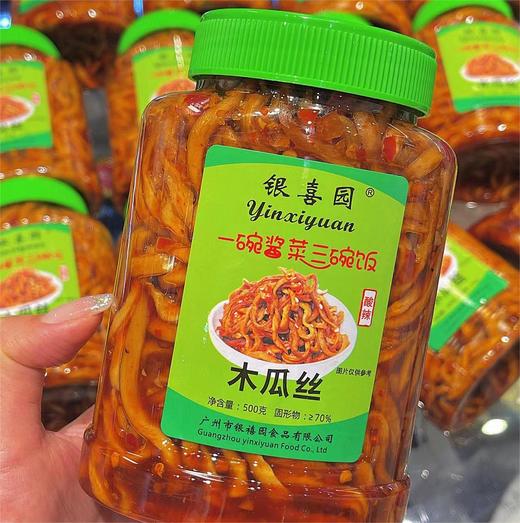 银喜园®
Yinxiyuan
一碗酱菜三碗饭
酸辣
图片仅供参考
木瓜丝
净含量：500克 固形物：≥70%
广州市银禧园食品有限公司
Guangzhou yinxiyuan Food Co., Ltd